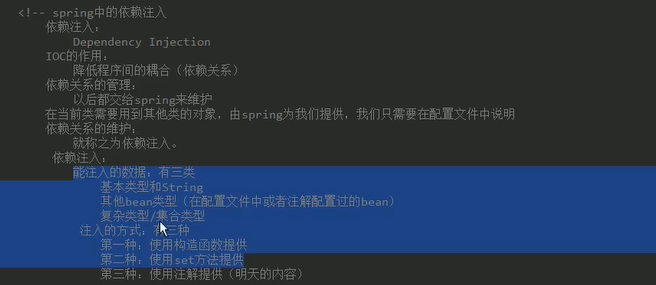 <!-- spring中的依赖注入
依赖注入：
Dependency Injection
IOC的作用：
降低程序间的耦合（依赖关系）
依赖关系的管理：
以后都交给spring来维护
在当前类需要用到其他类的对象，由spring为我们提供，我们只需要在配置文件中说明
依赖关系的维护：
就称之为依赖注入。
依赖注入：
能注入的数据：有三类
基本类型和String
其他bean类型（在配置文件中或者注解配置过的bean）
复杂类型/集合类型
注入的方式：有三种
第一种：使用构造函数提供
第二种：使用set方法提供
第三种：使用注解提供（明天的内容）